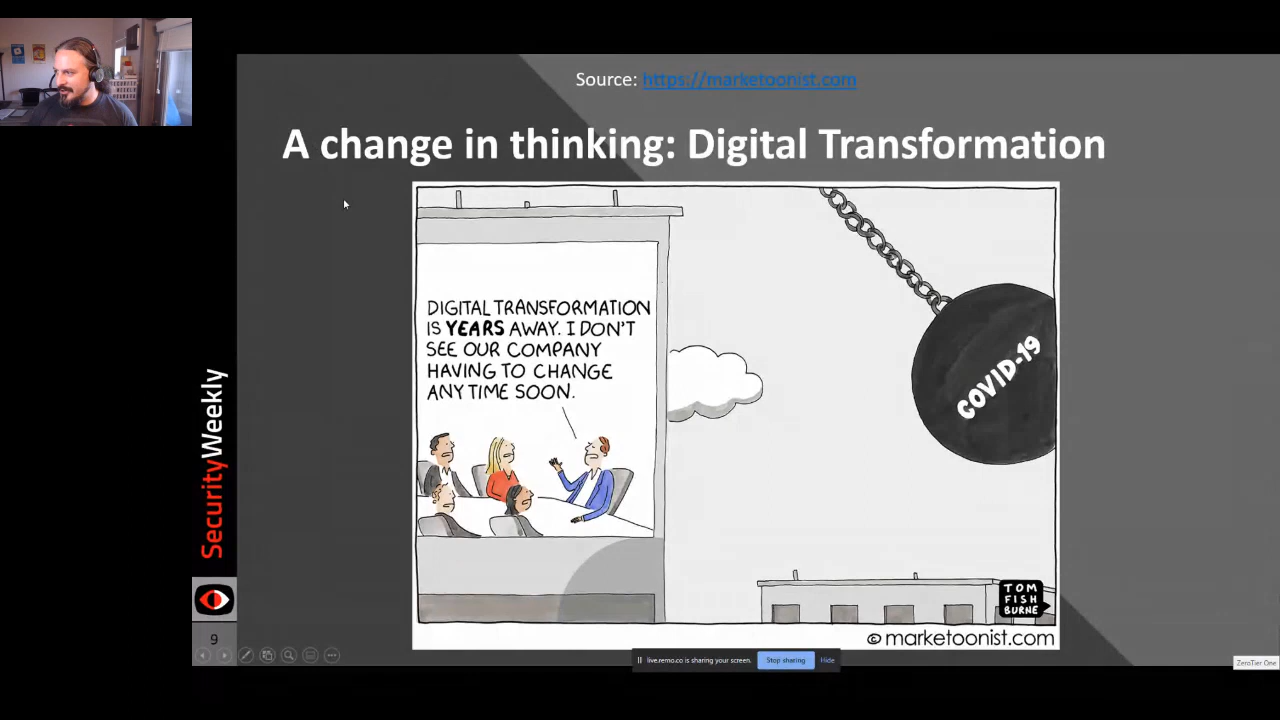 Source: https://marketoonist.com
A change in thinking: Digital Transformation
DIGITAL TRANSFORMATION
IS YEARS AWAY. I DON'T
SEE OUR COMPANY
HAVING TO CHANGE
ANY TIME SOON.
COVID-19
TOM
FISH
BURNE
© marketoonist.com
SecurityWeekly
9
live.remo.co is sharing your screen.
Stop sharing
Hide
ZeroTier One